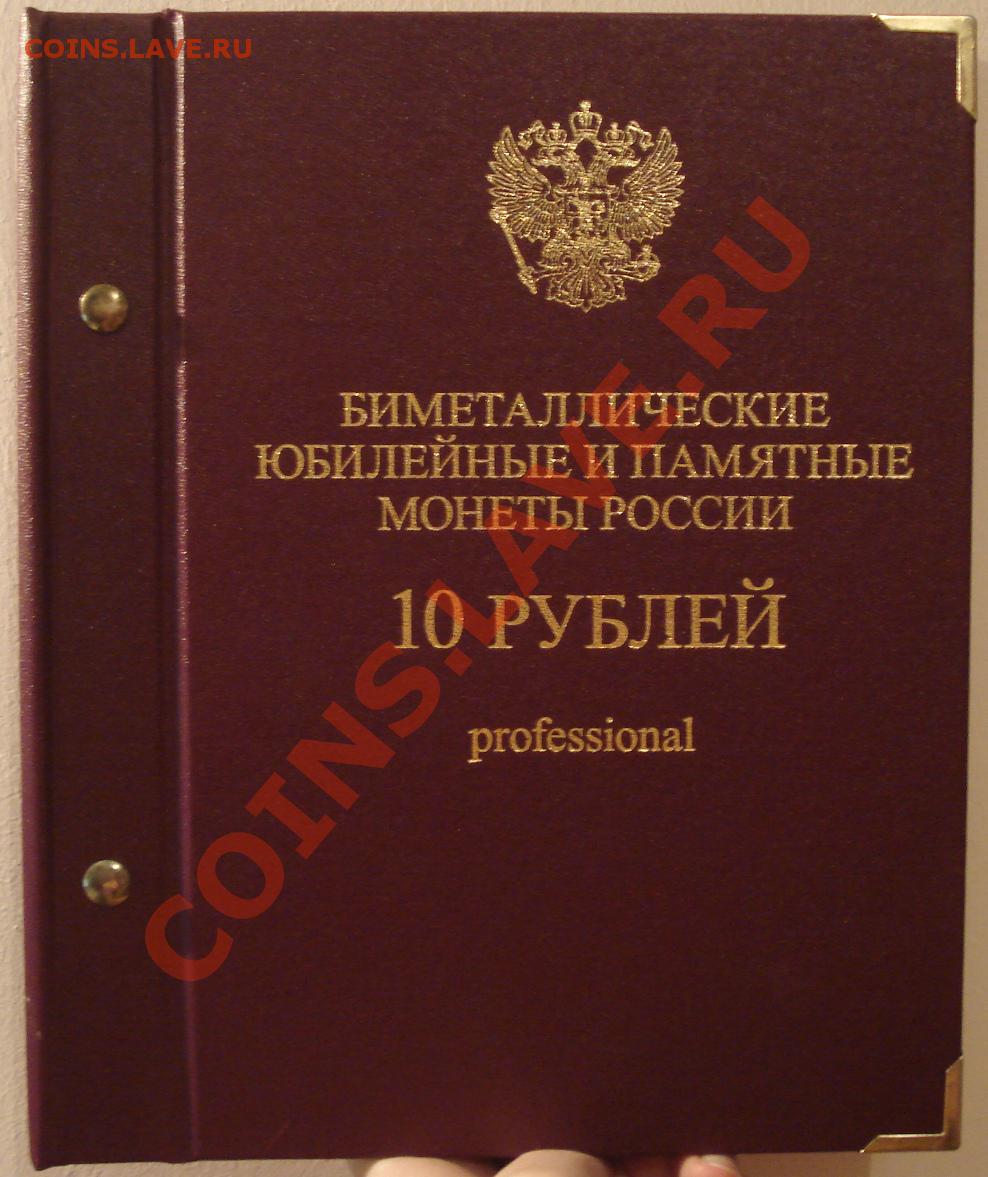 COINS.LAVE.RU
БИМЕТАЛЛИЧЕСКИЕ
ЮБИЛЕЙНЫЕ И ПАМЯТНЫЕ
МОНЕТЫ РОССИИ
10 РУБЛЕЙ
professional
COINS.LAVE.RU